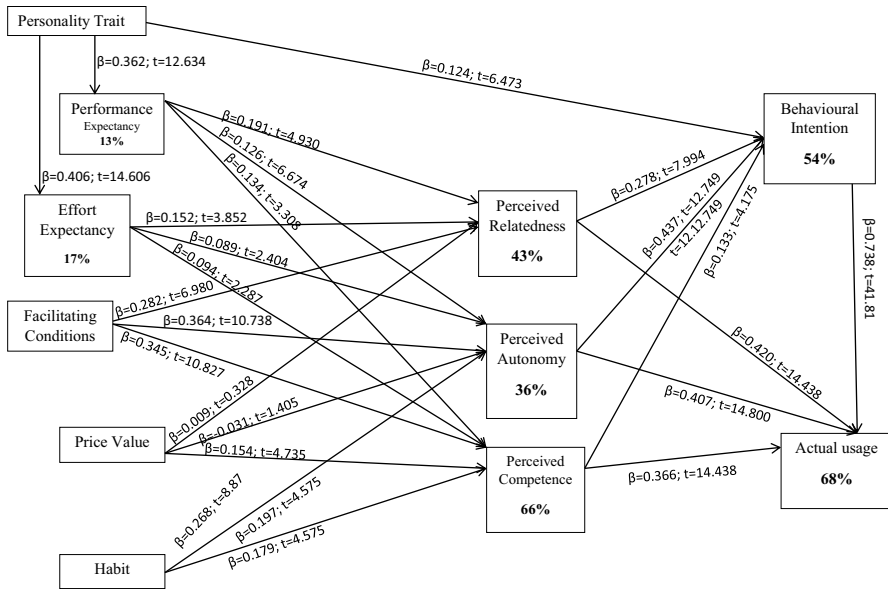 Personality Trait
β=0.362; t=12.634
β=0.124; t=6.473
Performance
Expectancy
13%
Behavioural
Intention
54%
β=0.191; t=4.930
β=0.126; t=6.674
β=0.134; t=3.308
β=0.406; t=14.606
Effort
Expectancy
17%
β=0.152; t=3.852
β=0.089; t=2.404
β=0.094; t=2.287
Perceived
Relatedness
43%
β=0.278; t=7.994
β=0.437; t=12.749
t=12.12.749
β=0.133; t=4.175
β=0.738; t=41.81
Facilitating
Conditions
β=0.282; t=6.980
β=0.364; t=10.738
β=0.345; t=10.827
Perceived
Autonomy
36%
β=0.420; t=14.438
β=0.407; t=14.800
Price Value
β=0.009; t=0.328
β=-0.031; t=1.405
β=0.154; t=4.735
Perceived
Competence
66%
β=0.366; t=14.438
Actual usage
68%
Habit
β=0.268; t=8.87
β=0.197; t=4.575
β=0.179; t=4.575